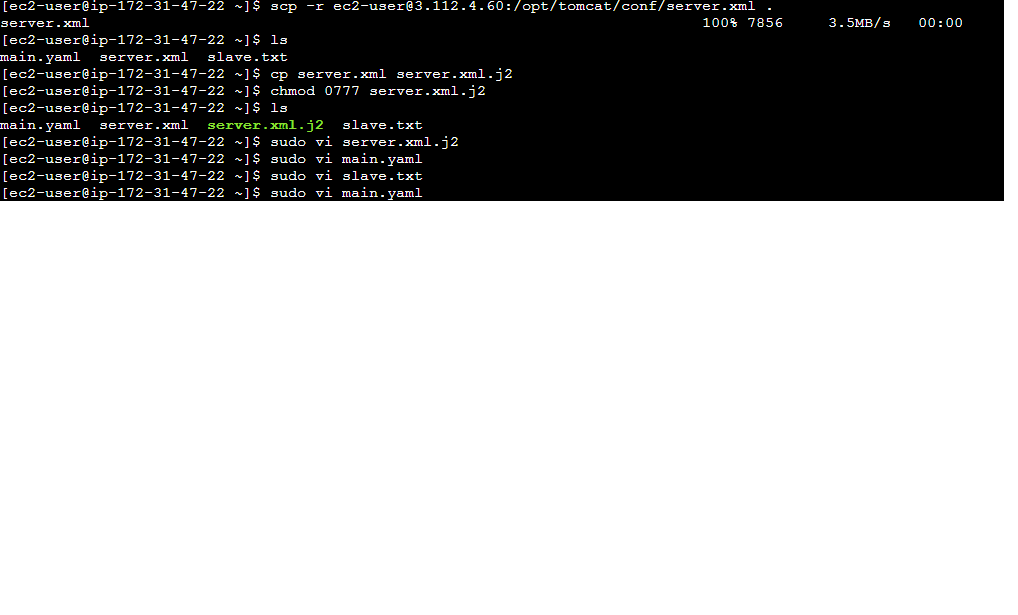 [ec2-user@ip-172-31-47-22 ~]$ scp -r ec2-user@3.112.4.60:/opt/tomcat/conf/server.xml .
server.xml 100% 7856 3.5MB/s 00:00
[ec2-user@ip-172-31-47-22 ~]$ ls
main.yaml server.xml slave.txt
[ec2-user@ip-172-31-47-22 ~]$ cp server.xml server.xml.j2
[ec2-user@ip-172-31-47-22 ~]$ chmod 0777 server.xml.j2
[ec2-user@ip-172-31-47-22 ~]$ ls
main.yaml server.xml server.xml.j2 slave.txt
[ec2-user@ip-172-31-47-22 ~]$ sudo vi server.xml.j2
[ec2-user@ip-172-31-47-22 ~]$ sudo vi main.yaml
[ec2-user@ip-172-31-47-22 ~]$ sudo vi slave.txt
[ec2-user@ip-172-31-47-22 ~]$ sudo vi main.yaml